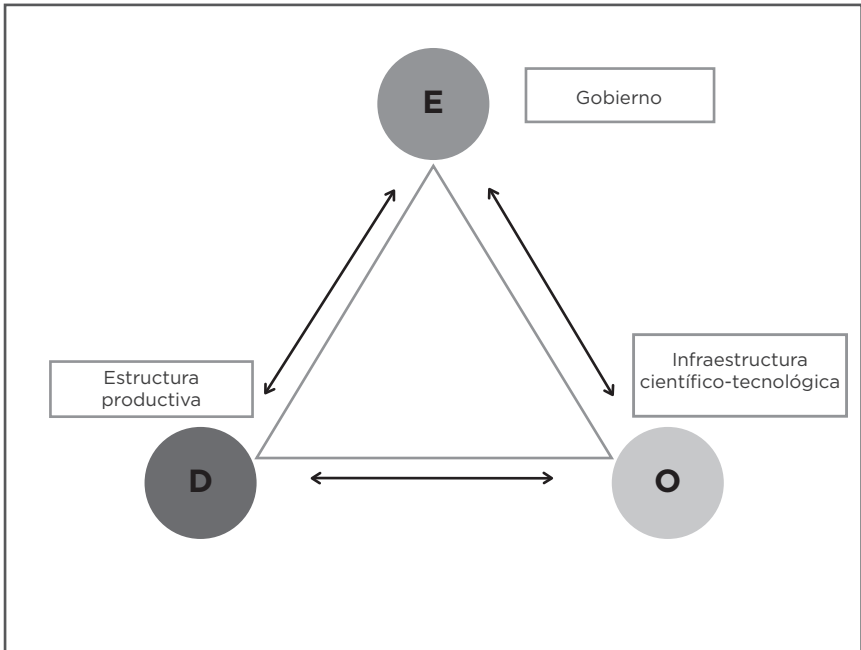 E
Gobierno
Estructura
productiva
Infraestructura
científico-tecnológica
D
O